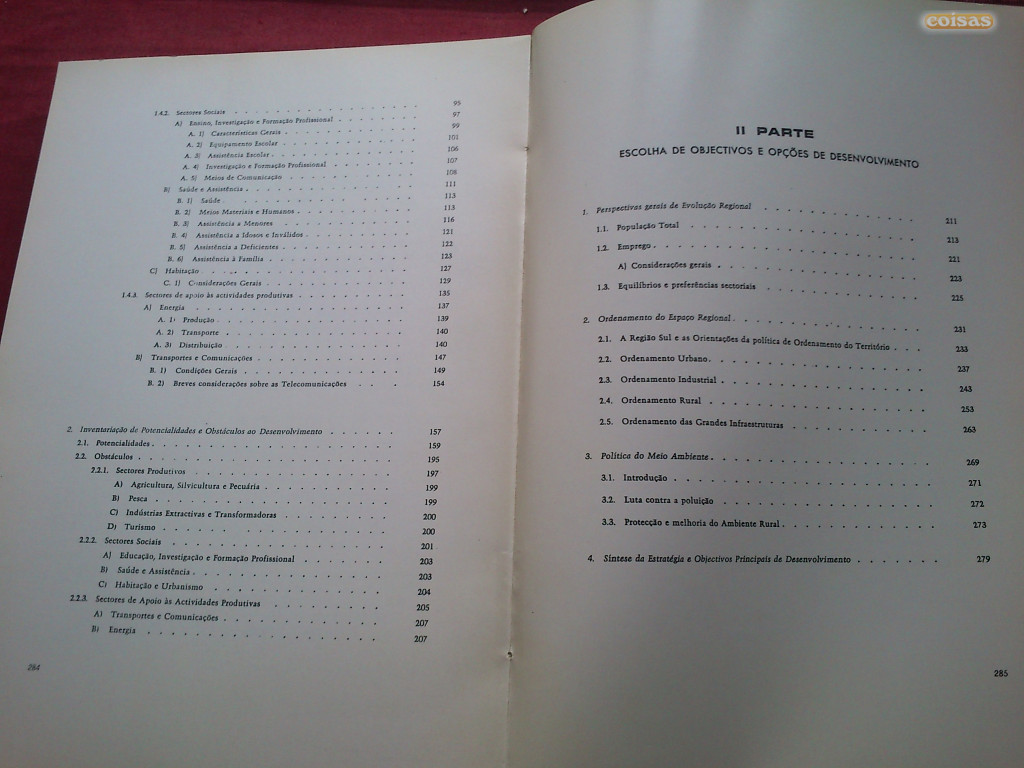 1.4.2. Sectores Sociais . . . . . . . . . . . . . . 95
A) Ensino, Investigação e Formação Profissional . . . . . . . 97
A. 1) Características Gerais . . . . . . . . . . 99
A. 2) Equipamento Escolar . . . . . . . . . . 101
A. 3) Assistência Escolar . . . . . . . . . . 106
A. 4) Investigação e Formação Profissional . . . . . . . 107
A. 5) Meios de Comunicação . . . . . . . . . 108
B) Saúde e Assistência . . . . . . . . . . . . 111
B. 1) Saúde . . . . . . . . . . . . . 113
B. 2) Meios Materiais e Humanos . . . . . . . . . 113
B. 3) Assistência a Menores . . . . . . . . . . 116
B. 4) Assistência a Idosos e Inválidos . . . . . . . . 121
B. 5) Assistência a Deficientes . . . . . . . . . 122
B. 6) Assistência à Família . . . . . . . . . . 123
C) Habitação . . . . . . . . . . . . . . 127
C. 1) Considerações Gerais . . . . . . . . . . 129
1.4.3. Sectores de apoio às actividades produtivas . . . . . . . . 135
A) Energia . . . . . . . . . . . . . . . 137
A. 1) Produção . . . . . . . . . . . . . 139
A. 2) Transporte . . . . . . . . . . . . 140
A. 3) Distribuição . . . . . . . . . . . . 140
B) Transportes e Comunicações . . . . . . . . . . 147
B. 1) Condições Gerais . . . . . . . . . . . 149
B. 2) Breves considerações sobre as Telecomunicações . . . 154
2. Inventariação de Potencialidades e Obstáculos ao Desenvolvimento . . . . . . 157
2.1. Potencialidades . . . . . . . . . . . . . . . . 159
2.2. Obstáculos . . . . . . . . . . . . . . . . . 195
2.2.1. Sectores Produtivos . . . . . . . . . . . . . 197
A) Agricultura, Silvicultura e Pecuária . . . . . . . . . 199
B) Pesca . . . . . . . . . . . . . . . . 199
C) Indústrias Extractivas e Transformadoras . . . . . . . . 200
D) Turismo . . . . . . . . . . . . . . . 200
2.2.2. Sectores Sociais . . . . . . . . . . . . . . 201
A) Educação, Investigação e Formação Profissional . . . . . . 203
B) Saúde e Assistência . . . . . . . . . . . . . 203
C) Habitação e Urbanismo . . . . . . . . . . . . 204
2.2.3. Sectores de Apoio às Actividades Produtivas . . . . . . . . 205
A) Transportes e Comunicações . . . . . . . . . . . 207
B) Energia . . . . . . . . . . . . . . . 207
284
II PARTE
ESCOLHA DE OBJECTIVOS E OPÇÕES DE DESENVOLVIMENTO
1. Perspectivas gerais de Evolução Regional . . . . . . . . . . 211
1.1. População Total . . . . . . . . . . . . . . 213
1.2. Emprego . . . . . . . . . . . . . . . . 221
A) Considerações gerais . . . . . . . . . . . . 223
1.3. Equilíbrios e preferências sectoriais . . . . . . . . . . 225
2. Ordenamento do Espaço Regional . . . . . . . . . . . . 231
2.1. A Região Sul e as Orientações da política de Ordenamento do Território . . . 233
2.2. Ordenamento Urbano . . . . . . . . . . . . . 237
2.3. Ordenamento Industrial . . . . . . . . . . . . . 243
2.4. Ordenamento Rural . . . . . . . . . . . . . . 253
2.5. Ordenamento das Grandes Infraestruturas . . . . . . . . . 263
3. Política do Meio Ambiente . . . . . . . . . . . . . . 269
3.1. Introdução . . . . . . . . . . . . . . . . 271
3.2. Luta contra a poluição . . . . . . . . . . . . . 272
3.3. Protecção e melhoria do Ambiente Rural . . . . . . . . . . 273
4. Síntese da Estratégia e Objectivos Principais de Desenvolvimento . . . . . . 279
285
coisas